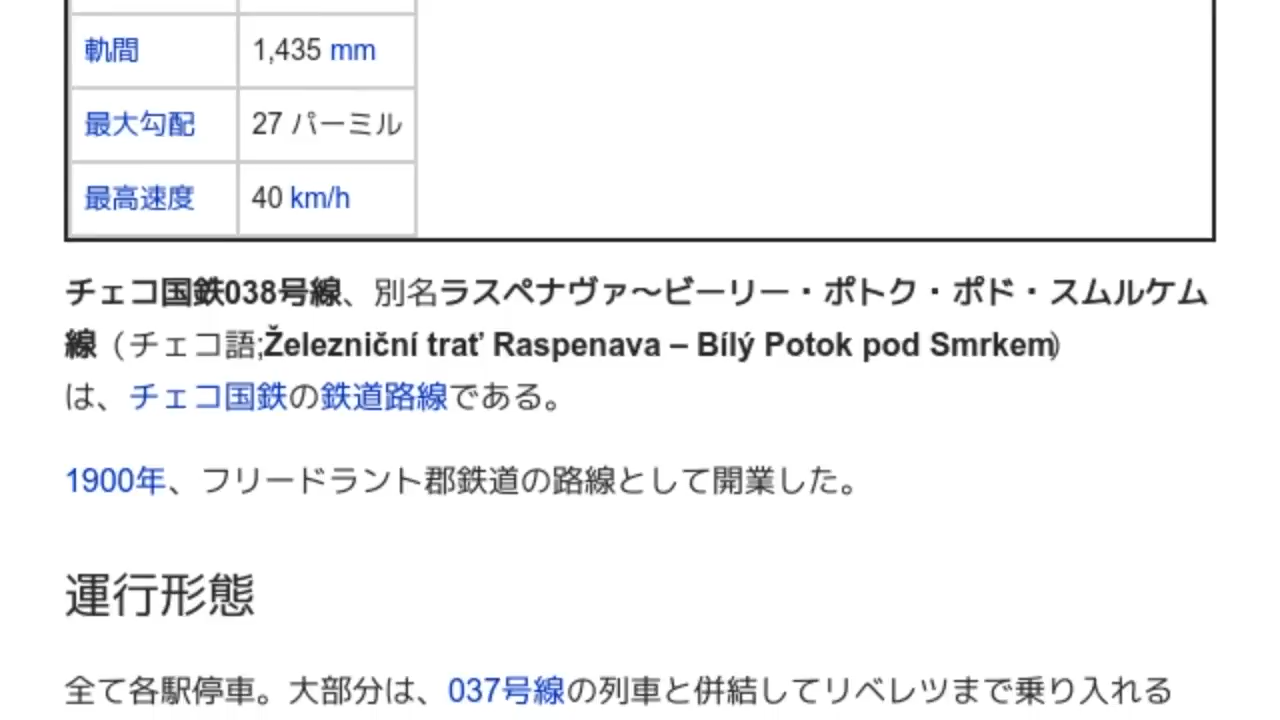 軌間 1,435 mm
最大勾配 27 パーミル
最高速度 40 km/h
チェコ国鉄038号線、別名ラスペナヴァ〜ビーリー・ポトク・ポド・スムルケム
線（チェコ語;Železniční trať Raspenava – Bílý Potok pod Smrkem)
は、チェコ国鉄の鉄道路線である。
1900年、フリードラント郡鉄道の路線として開業した。
運行形態
全て各駅停車。大部分は、037号線の列車と併結してリベレツまで乗り入れる